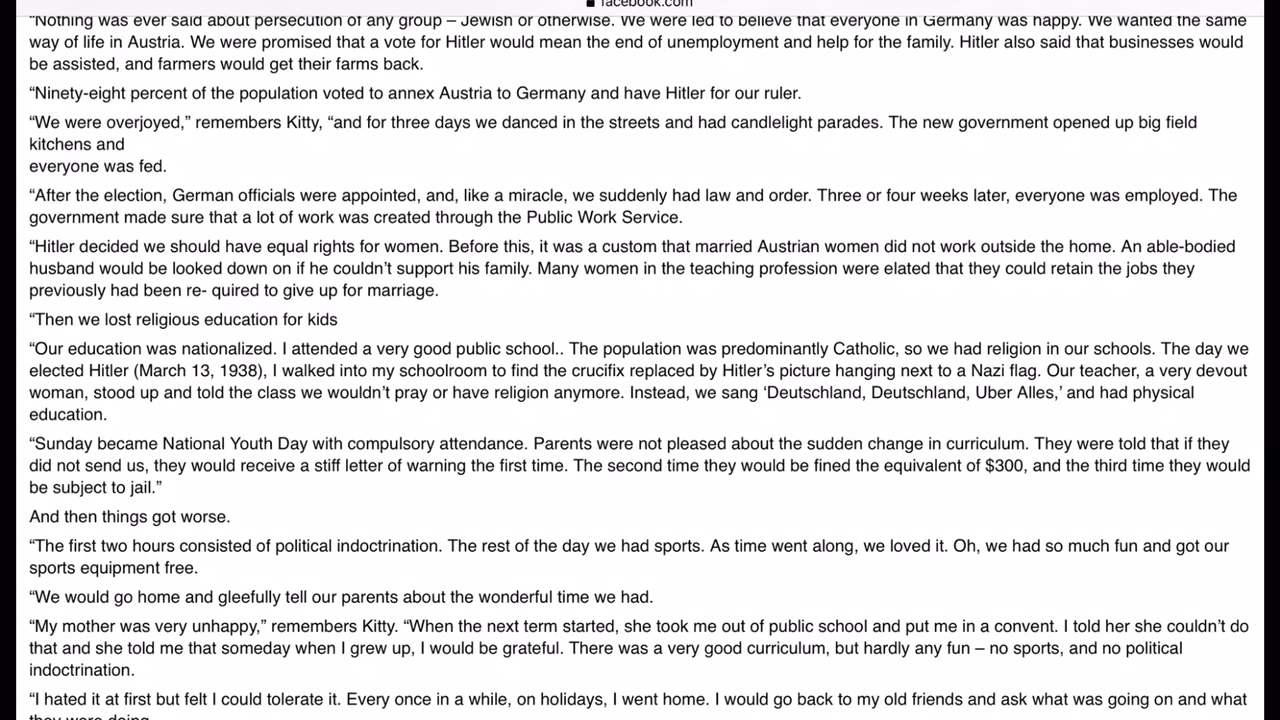 facebook.com
“Nothing was ever said about persecution of any group – Jewish or otherwise. We were led to believe that everyone in Germany was happy. We wanted the same
way of life in Austria. We were promised that a vote for Hitler would mean the end of unemployment and help for the family. Hitler also said that businesses would
be assisted, and farmers would get their farms back.
“Ninety-eight percent of the population voted to annex Austria to Germany and have Hitler for our ruler.
“We were overjoyed,” remembers Kitty, “and for three days we danced in the streets and had candlelight parades. The new government opened up big field
kitchens and
everyone was fed.
“After the election, German officials were appointed, and, like a miracle, we suddenly had law and order. Three or four weeks later, everyone was employed. The
government made sure that a lot of work was created through the Public Work Service.
“Hitler decided we should have equal rights for women. Before this, it was a custom that married Austrian women did not work outside the home. An able-bodied
husband would be looked down on if he couldn’t support his family. Many women in the teaching profession were elated that they could retain the jobs they
previously had been re- quired to give up for marriage.
“Then we lost religious education for kids
“Our education was nationalized. I attended a very good public school.. The population was predominantly Catholic, so we had religion in our schools. The day we
elected Hitler (March 13, 1938), I walked into my schoolroom to find the crucifix replaced by Hitler’s picture hanging next to a Nazi flag. Our teacher, a very devout
woman, stood up and told the class we wouldn’t pray or have religion anymore. Instead, we sang ‘Deutschland, Deutschland, Uber Alles,’ and had physical
education.
“Sunday became National Youth Day with compulsory attendance. Parents were not pleased about the sudden change in curriculum. They were told that if they
did not send us, they would receive a stiff letter of warning the first time. The second time they would be fined the equivalent of $300, and the third time they would
be subject to jail.”
And then things got worse.
“The first two hours consisted of political indoctrination. The rest of the day we had sports. As time went along, we loved it. Oh, we had so much fun and got our
sports equipment free.
“We would go home and gleefully tell our parents about the wonderful time we had.
“My mother was very unhappy,” remembers Kitty. “When the next term started, she took me out of public school and put me in a convent. I told her she couldn’t do
that and she told me that someday when I grew up, I would be grateful. There was a very good curriculum, but hardly any fun – no sports, and no political
indoctrination.
“I hated it at first but felt I could tolerate it. Every once in a while, on holidays, I went home. I would go back to my old friends and ask what was going on and what
they were doing.